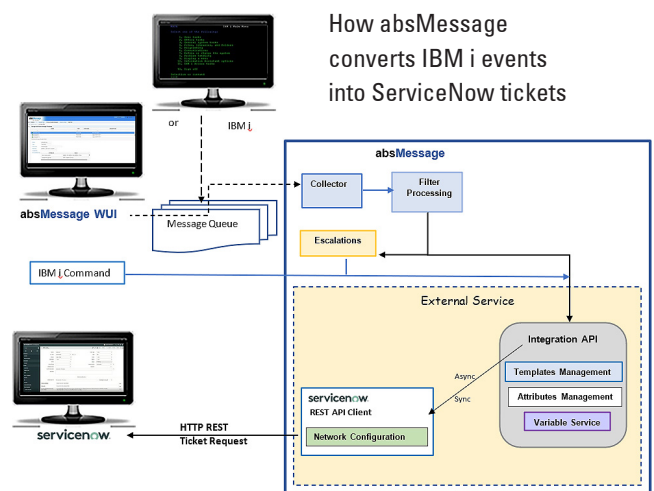 How absMessage
converts IBM i events
into ServiceNow tickets
or
IBM i
absMessage WUI
Message Queue
absMessage
Collector
Filter
Processing
Escalations
IBM i Command
External Service
Integration API
Templates Management
Attributes Management
Variable Service
Async
Sync
servicenow
REST API Client
Network Configuration
HTTP REST
Ticket Request
servicenow